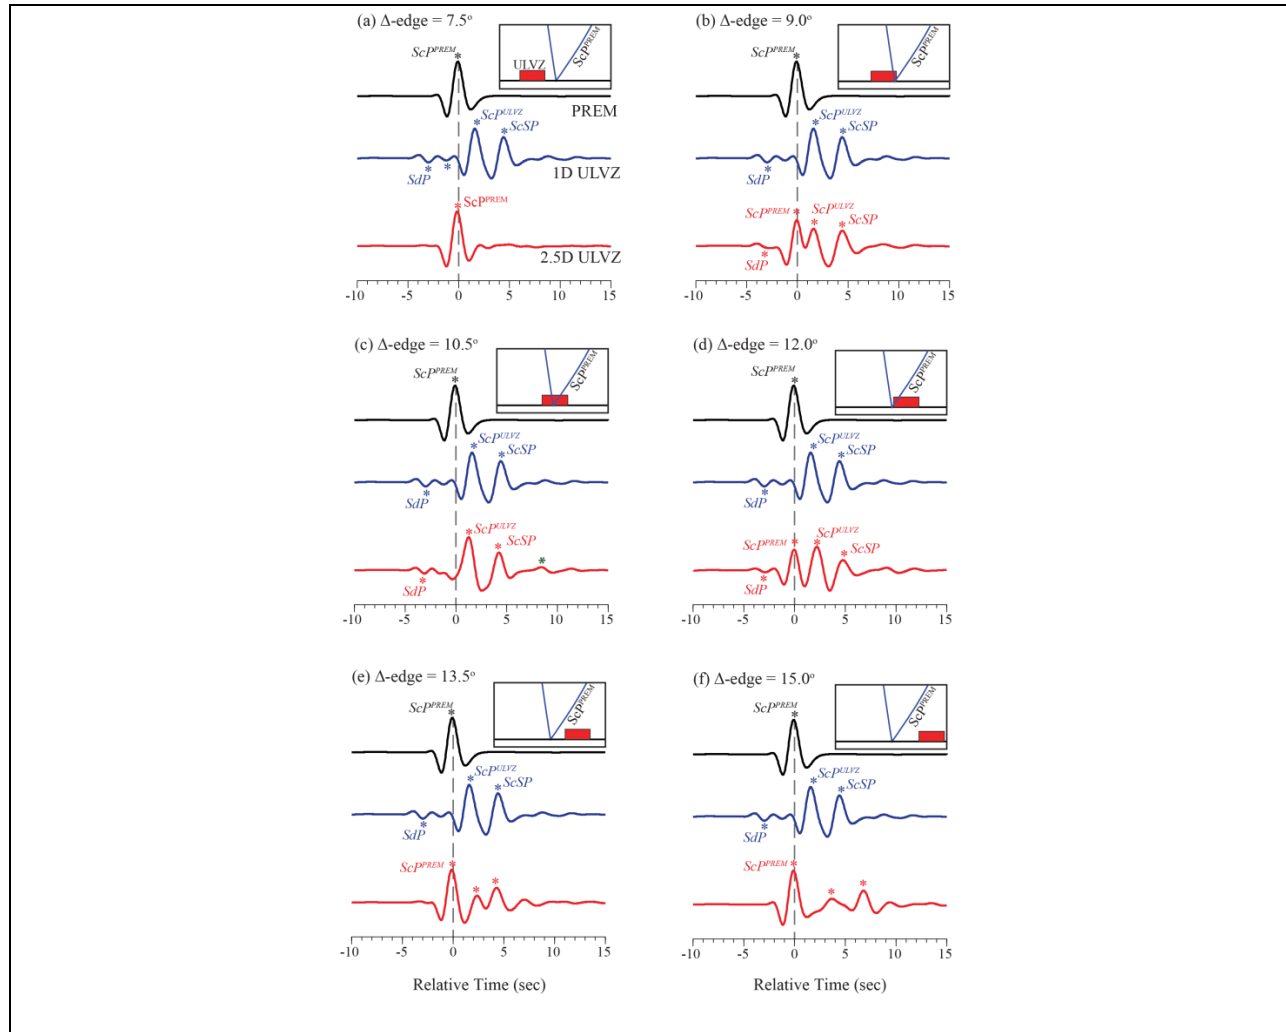 (a) Δ-edge = 7.5°
ScP^PREM
*
ULVZ
ScP^PREM
PREM
ScP^ULVZ
* *ScSP
* *
SdP
1D ULVZ
* ScP^PREM
2.5D ULVZ
-10 -5 0 5 10 15
(b) Δ-edge = 9.0°
ScP^PREM
*
ScP^PREM
ScP^ULVZ
* *ScSP
*
SdP
ScP^PREM * ScP^ULVZ
* *ScSP
*
SdP
-10 -5 0 5 10 15
(c) Δ-edge = 10.5°
ScP^PREM
*
ScP^PREM
*ScP^ULVZ
*ScSP
*
SdP
*ScP^ULVZ
* ScSP
*
*
SdP
-10 -5 0 5 10 15
(d) Δ-edge = 12.0°
ScP^PREM
*
ScP^PREM
*ScP^ULVZ
*ScSP
*
SdP
ScP^PREM * *ScP^ULVZ
*ScSP
*
SdP
-10 -5 0 5 10 15
(e) Δ-edge = 13.5°
ScP^PREM
*
ScP^PREM
*ScP^ULVZ
* ScSP
*
SdP
ScP^PREM *
* *
-10 -5 0 5 10 15
Relative Time (sec)
(f) Δ-edge = 15.0°
ScP^PREM
*
ScP^PREM
*ScP^ULVZ
*ScSP
*
SdP
ScP^PREM *
* *
-10 -5 0 5 10 15
Relative Time (sec)